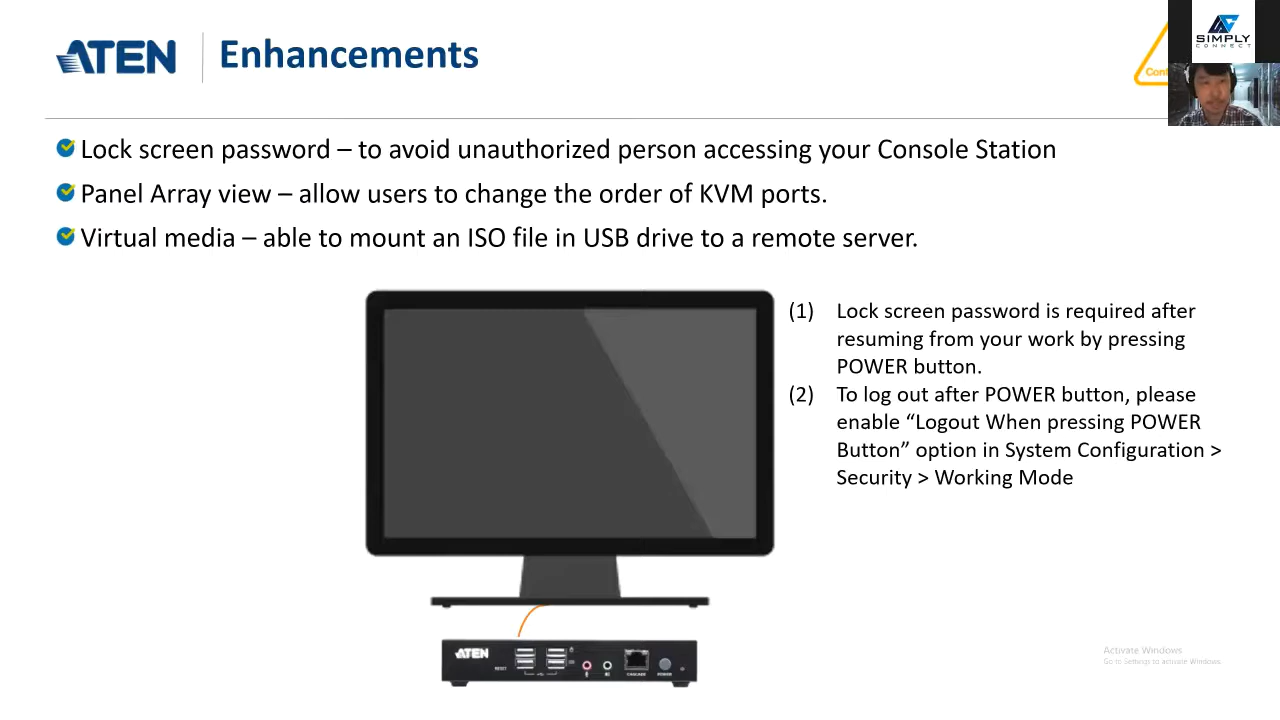 ATEN
Enhancements
SIMPLY
CONNECT
Lock screen password – to avoid unauthorized person accessing your Console Station
Panel Array view – allow users to change the order of KVM ports.
Virtual media – able to mount an ISO file in USB drive to a remote server.
(1) Lock screen password is required after
resuming from your work by pressing
POWER button.
(2) To log out after POWER button, please
enable “Logout When pressing POWER
Button” option in System Configuration >
Security > Working Mode
ATEN
RESET
POWER
Activate Windows
Go to Settings to activate Windows.